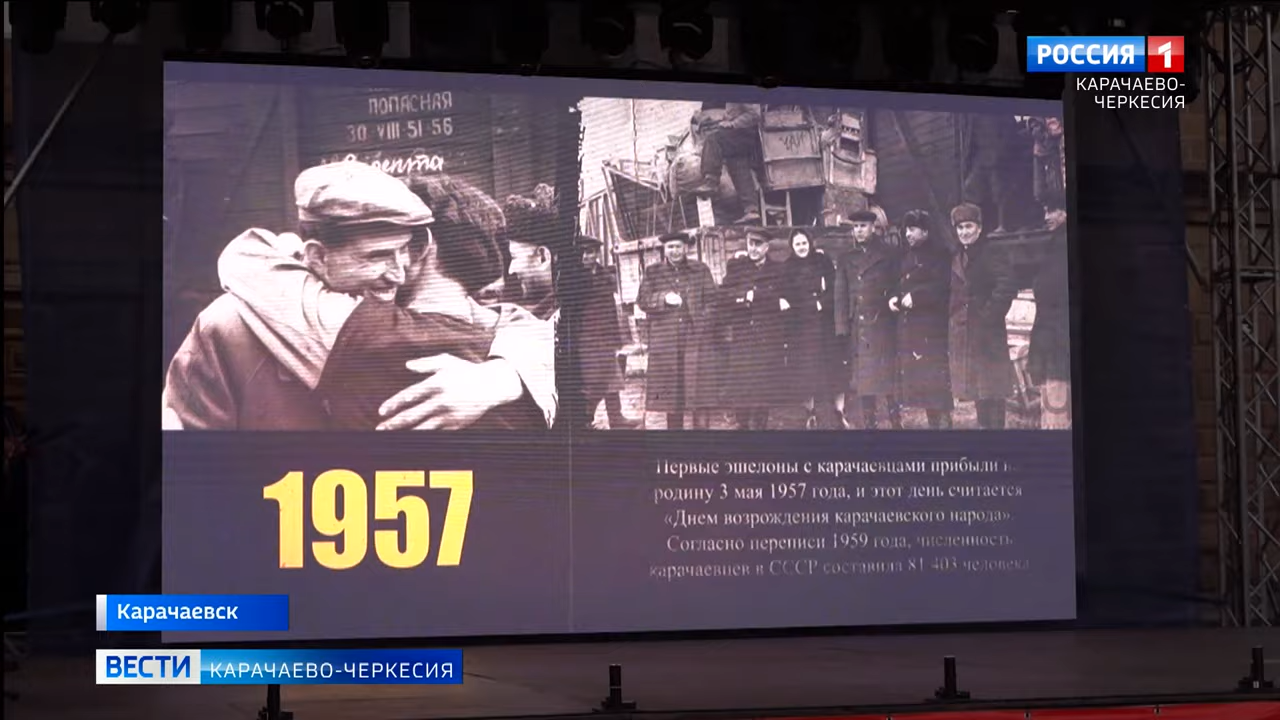 РОССИЯ 1
КАРАЧАЕВО-
ЧЕРКЕСИЯ
ПОПАСНАЯ
30-VIII-51-56
1957
Первые эшелоны с карачаевцами прибыли
родину 3 мая 1957 года, и этот день считается
«Днем возрождения карачаевского народа».
Согласно переписи 1959 года, численность
карачаевцев в СССР составила 81 403 человека
Карачаевск
ВЕСТИ КАРАЧАЕВО-ЧЕРКЕСИЯ